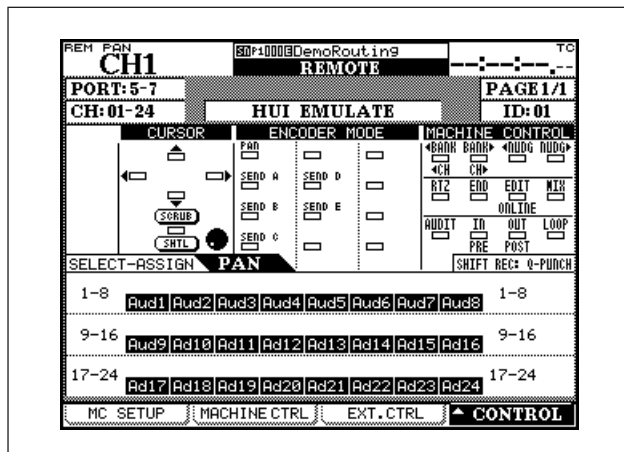 REM PAN SDP1000BDemoRouting9 TC
CH1 REMOTE --:--:--.--
PORT:5-7 PAGE1/1
CH:01-24 HUI EMULATE ID:01
CURSOR ENCODER MODE MACHINE CONTROL
PAN ◀BANK BANK▶ ◀NUDG NUDG▶
◀CH CH▶
SEND A SEND D RTZ END EDIT MIX
SEND B SEND E ONLINE
SCRUB AUDIT In OUT LOOP
SEND C
SHTL PRE POST
SELECT-ASSIGN PAN SHIFT REC: Q-PUNCH
1-8 Aud1 Aud2 Aud3 Aud4 Aud5 Aud6 Aud7 Aud8 1-8
9-16 Aud9 Ad10 Ad11 Ad12 Ad13 Ad14 Ad15 Ad16 9-16
17-24 Ad17 Ad18 Ad19 Ad20 Ad21 Ad22 Ad23 Ad24 17-24
MC SETUP MACHINE CTRL EXT.CTRL ▲ CONTROL